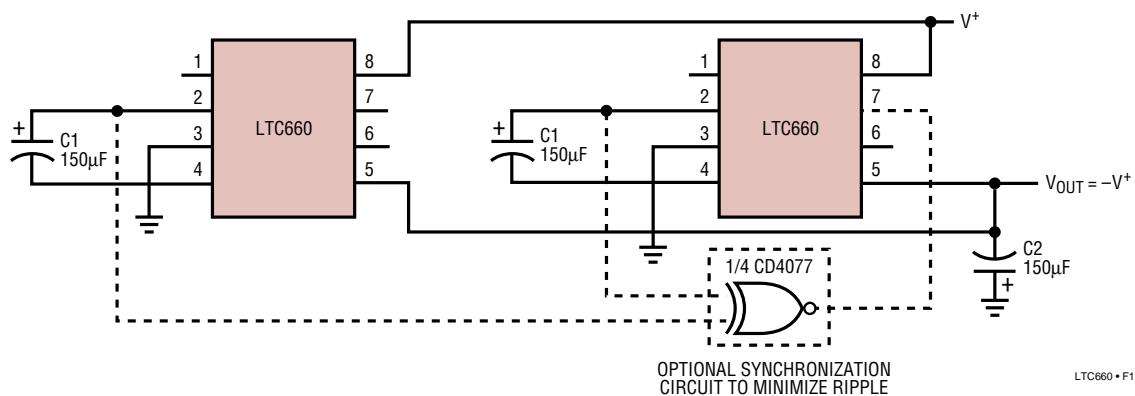 V+
1
2
3
4
8
7
6
5
LTC660
+
C1
150µF
1
2
3
4
8
7
6
5
LTC660
+
C1
150µF
VOUT = –V+
C2
150µF
+
1/4 CD4077
OPTIONAL SYNCHRONIZATION
CIRCUIT TO MINIMIZE RIPPLE
LTC660 • F1